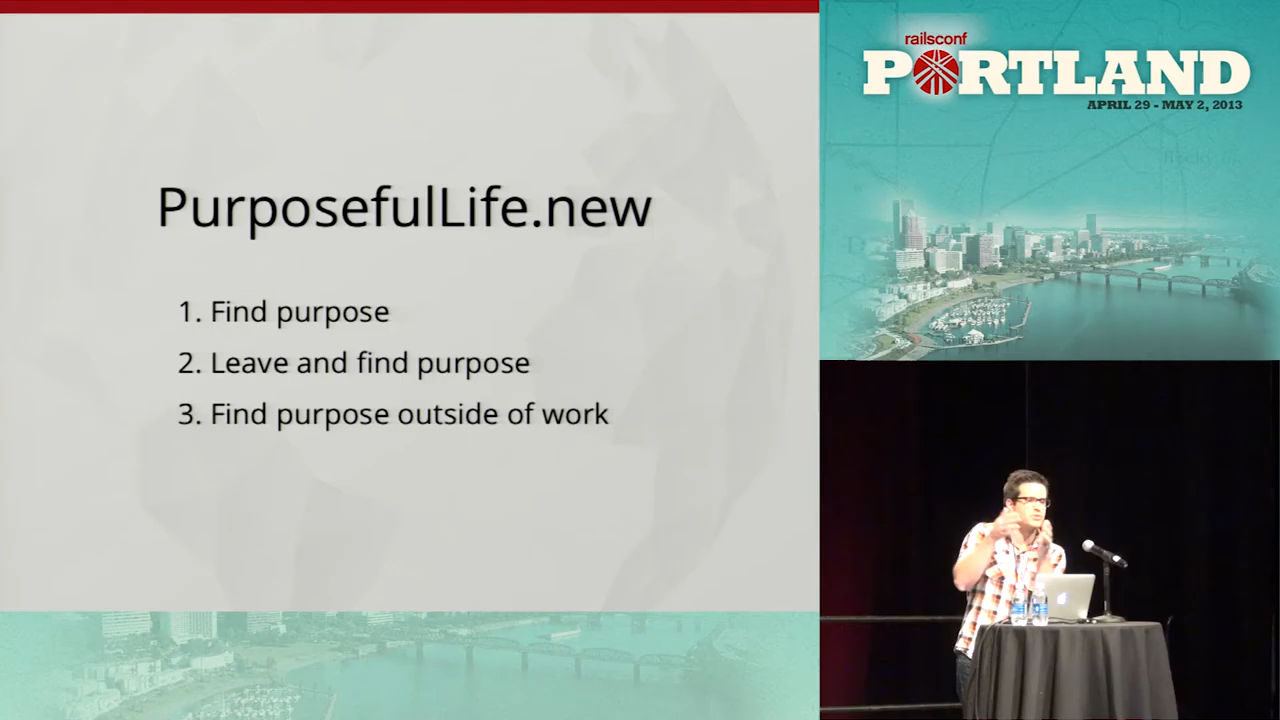 PurposefulLife.new
1. Find purpose
2. Leave and find purpose
3. Find purpose outside of work
railsconf
PORTLAND
APRIL 29 - MAY 2, 2013